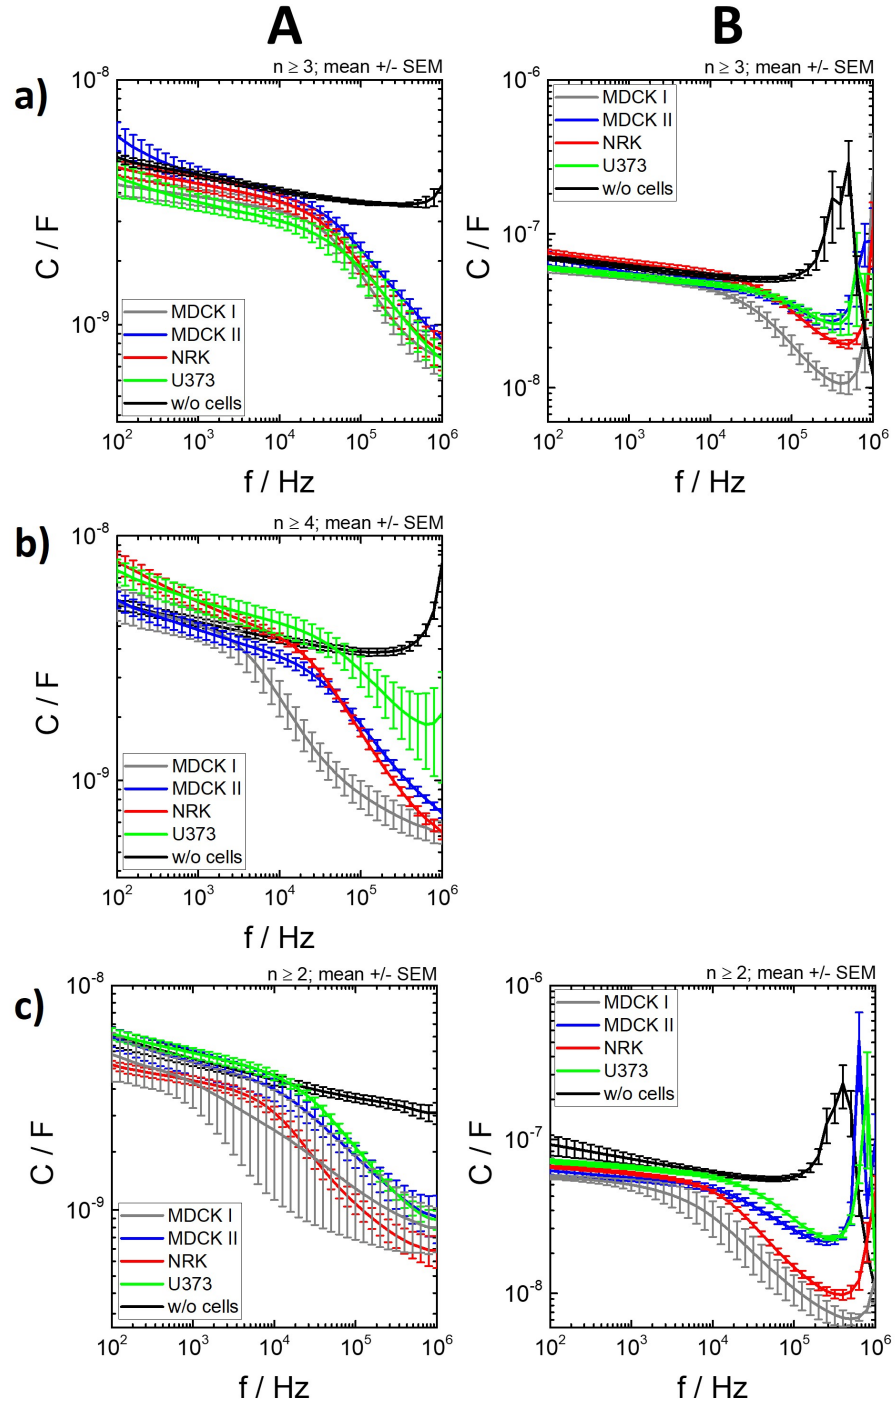 A B
a)
n ≥ 3; mean +/- SEM
10⁻⁸
10⁻⁹
C / F
MDCK I
MDCK II
NRK
U373
w/o cells
10² 10³ 10⁴ 10⁵ 10⁶
f / Hz
n ≥ 3; mean +/- SEM
10⁻⁶
10⁻⁷
10⁻⁸
C / F
MDCK I
MDCK II
NRK
U373
w/o cells
10² 10³ 10⁴ 10⁵ 10⁶
f / Hz
b)
n ≥ 4; mean +/- SEM
10⁻⁸
10⁻⁹
C / F
MDCK I
MDCK II
NRK
U373
w/o cells
10² 10³ 10⁴ 10⁵ 10⁶
f / Hz
c)
n ≥ 2; mean +/- SEM
10⁻⁸
10⁻⁹
C / F
MDCK I
MDCK II
NRK
U373
w/o cells
10² 10³ 10⁴ 10⁵ 10⁶
f / Hz
n ≥ 2; mean +/- SEM
10⁻⁶
10⁻⁷
10⁻⁸
C / F
MDCK I
MDCK II
NRK
U373
w/o cells
10² 10³ 10⁴ 10⁵ 10⁶
f / Hz